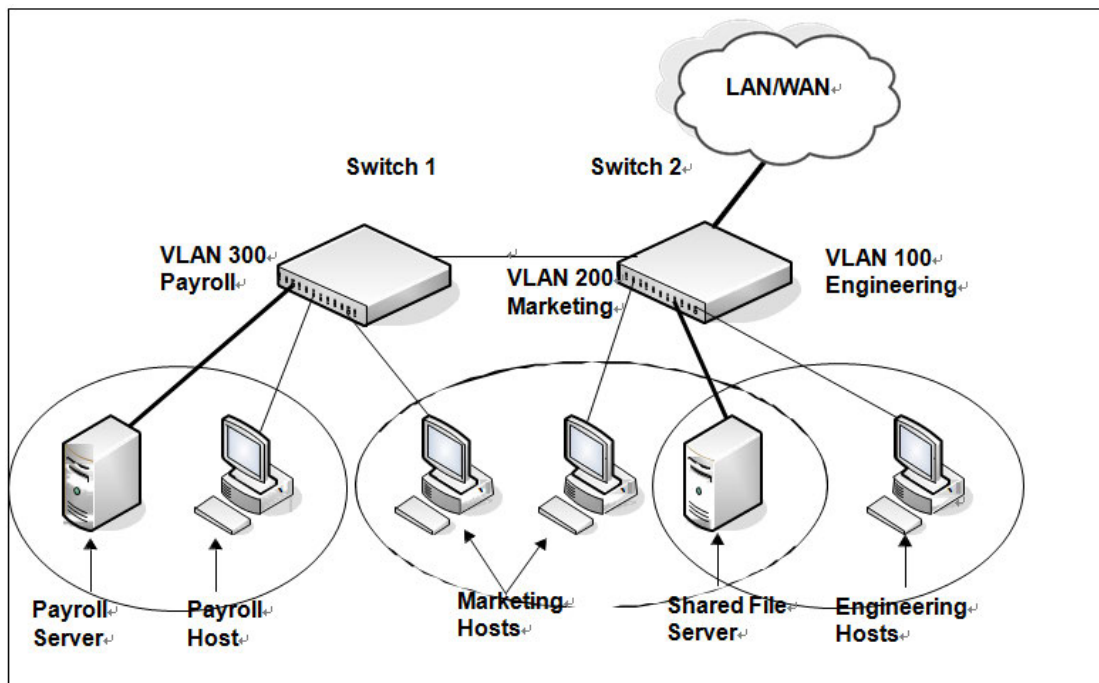 LAN/WAN
Switch 1
Switch 2
VLAN 300
Payroll
VLAN 200
Marketing
VLAN 100
Engineering
Payroll
Server
Payroll
Host
Marketing
Hosts
Shared File
Server
Engineering
Hosts